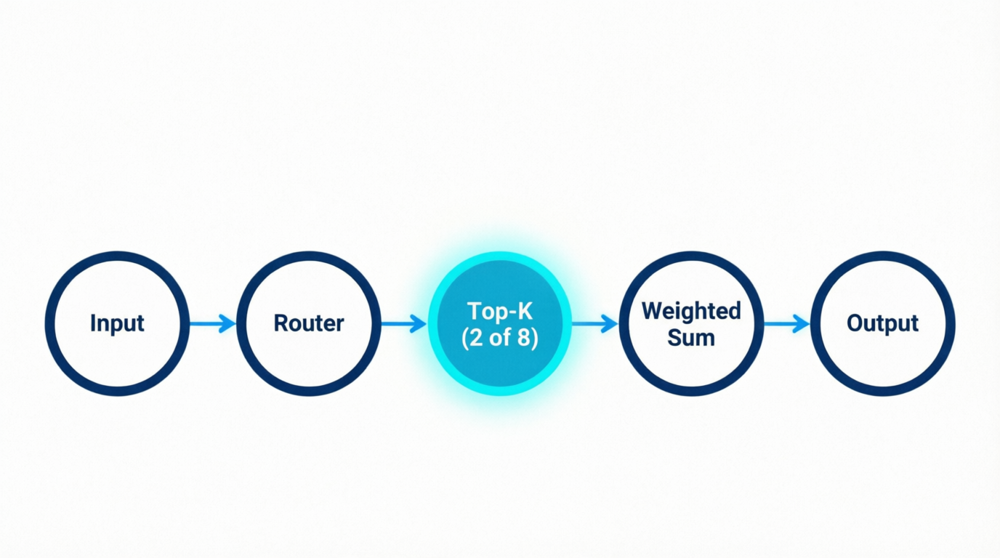 Input
Router
Top-K
(2 of 8)
Weighted
Sum
Output